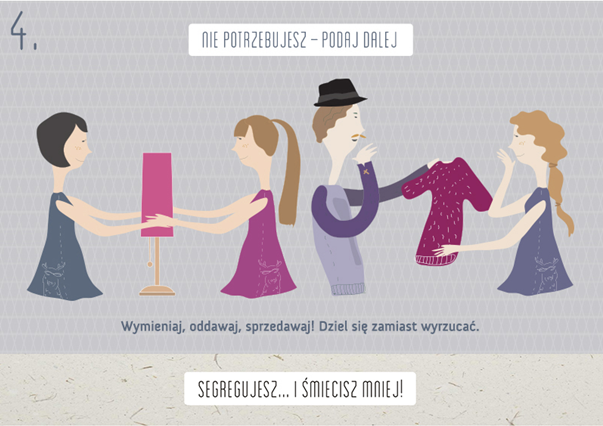 4.
NIE POTRZEBUJESZ – PODAJ DALEJ
Wymieniaj, oddawaj, sprzedawaj! Dziel się zamiast wyrzucać.
SEGREGUJESZ... I ŚMIECISZ MNIEJ!